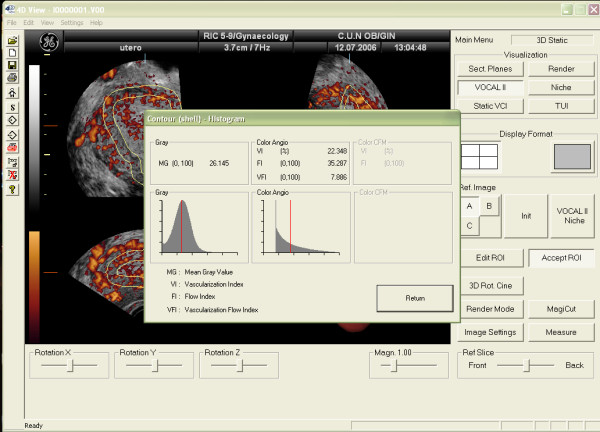 4D View - XI000001.V00
File Edit View Settings Help
RIC 5-9/Gynaecology C.U.N OB/GIN
utero 3.7cm / 7Hz 12.07.2006 13:04:48
Main Menu 3D Static
Visualization
Sect. Planes Render
VOCAL II Niche
Static VCI TUI
Display Format
Ref. Image
A B
C
Init
VOCAL II
Niche
Edit ROI Accept ROI
3D Rot. Cine
Render Mode MagiCut
Image Settings Measure
Contour (shell) - Histogram
Gray
MG (0, 100) 26.145
Color Angio
VI (%) 22.348
FI (0,100) 35.287
VFI (0,100) 7.886
Color CFM
VI (%)
FI (0,100)
Gray
Color Angio
Color CFM
MG : Mean Gray Value
VI : Vascularization Index
FI : Flow Index
VFI : Vascularization Flow Index
Return
Rotation X Rotation Y Rotation Z Magn. 1.00 Ref Slice
Front Back
Ready